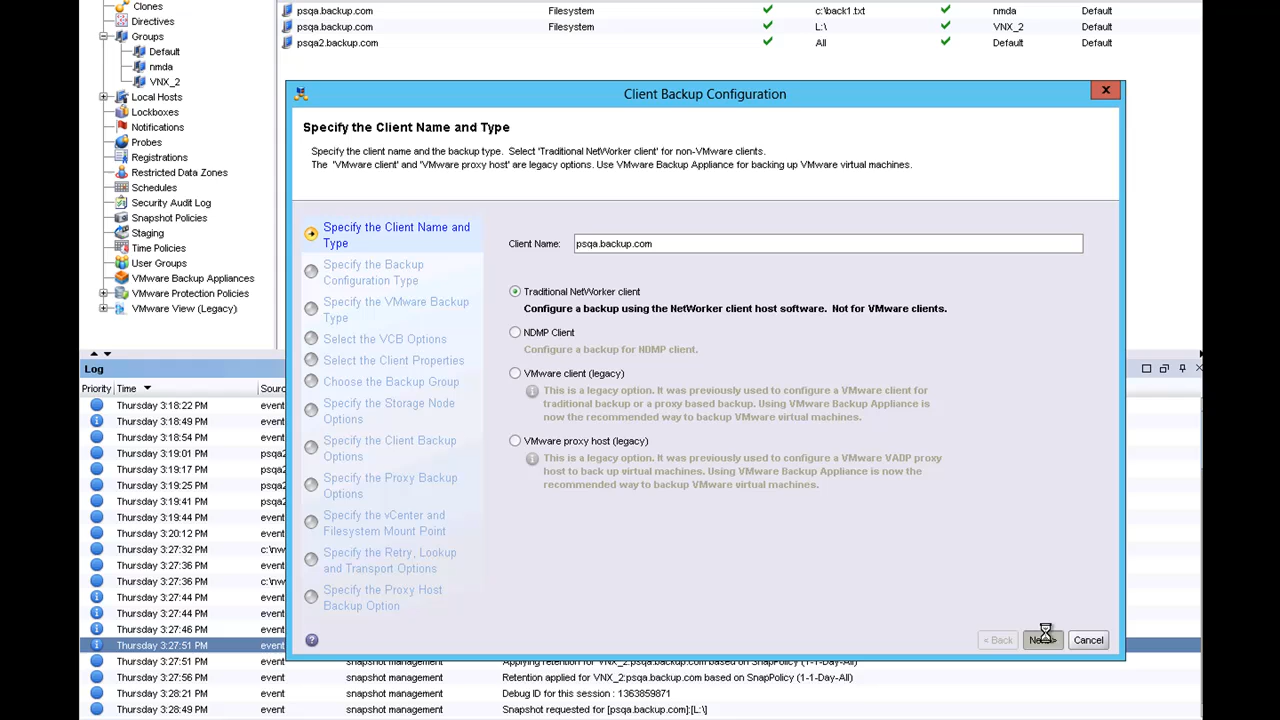 Clones
Directives
Groups
Default
nmda
VNX_2
Local Hosts
Lockboxes
Notifications
Probes
Registrations
Restricted Data Zones
Schedules
Security Audit Log
Snapshot Policies
Staging
Time Policies
User Groups
VMware Backup Appliances
VMware Protection Policies
VMware View (Legacy)
psqa.backup.com Filesystem c:\back1.txt nmda Default
psqa.backup.com Filesystem L:\ VNX_2 Default
psqa2.backup.com All Default Default
Client Backup Configuration
Specify the Client Name and Type
Specify the client name and the backup type. Select 'Traditional NetWorker client' for non-VMware clients.
The 'VMware client' and 'VMware proxy host' are legacy options. Use VMware Backup Appliance for backing up VMware virtual machines.
Specify the Client Name and
Type
Specify the Backup
Configuration Type
Specify the VMware Backup
Type
Select the VCB Options
Select the Client Properties
Choose the Backup Group
Specify the Storage Node
Options
Specify the Client Backup
Options
Specify the Proxy Backup
Options
Specify the vCenter and
Filesystem Mount Point
Specify the Retry, Lookup
and Transport Options
Specify the Proxy Host
Backup Option
Client Name: psqa.backup.com
Traditional NetWorker client
Configure a backup using the NetWorker client host software. Not for VMware clients.
NDMP Client
Configure a backup for NDMP client.
VMware client (legacy)
This is a legacy option. It was previously used to configure a VMware client for
traditional backup or a proxy based backup. Using VMware Backup Appliance is
now the recommended way to backup VMware virtual machines.
VMware proxy host (legacy)
This is a legacy option. It was previously used to configure a VMware VADP proxy
host to back up virtual machines. Using VMware Backup Appliance is now the
recommended way to backup VMware virtual machines.
< Back Cancel
Log
Priority Time Sourc
Thursday 3:18:22 PM event
Thursday 3:18:49 PM event
Thursday 3:18:54 PM event
Thursday 3:19:01 PM psqa2
Thursday 3:19:17 PM event
Thursday 3:19:25 PM psqa2
Thursday 3:19:41 PM psqa2
Thursday 3:19:44 PM event
Thursday 3:20:12 PM event
Thursday 3:27:32 PM c:\nw
Thursday 3:27:36 PM event
Thursday 3:27:36 PM c:\nw
Thursday 3:27:44 PM event
Thursday 3:27:44 PM event
Thursday 3:27:46 PM event
Thursday 3:27:51 PM event
Thursday 3:27:51 PM event snapshot management Applying retention for VNX_2:psqa.backup.com based on SnapPolicy (1-1-Day-All)
Thursday 3:27:56 PM event snapshot management Retention applied for VNX_2:psqa.backup.com based on SnapPolicy (1-1-Day-All)
Thursday 3:28:21 PM event snapshot management Debug ID for this session : 1363859871
Thursday 3:28:49 PM event snapshot management Snapshot requested for [psqa.backup.com]:[L:\]